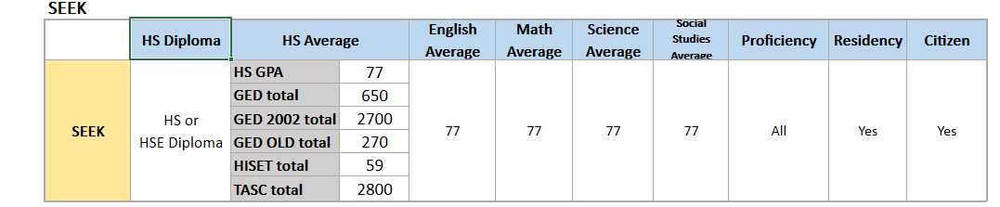 SEEK
HS Diploma HS Average English Average Math Average Science Average Social Studies Average Proficiency Residency Citizen
SEEK HS or HSE Diploma
HS GPA 77
GED total 650
GED 2002 total 2700
GED OLD total 270
HISET total 59
TASC total 2800
77 77 77 77 All Yes Yes